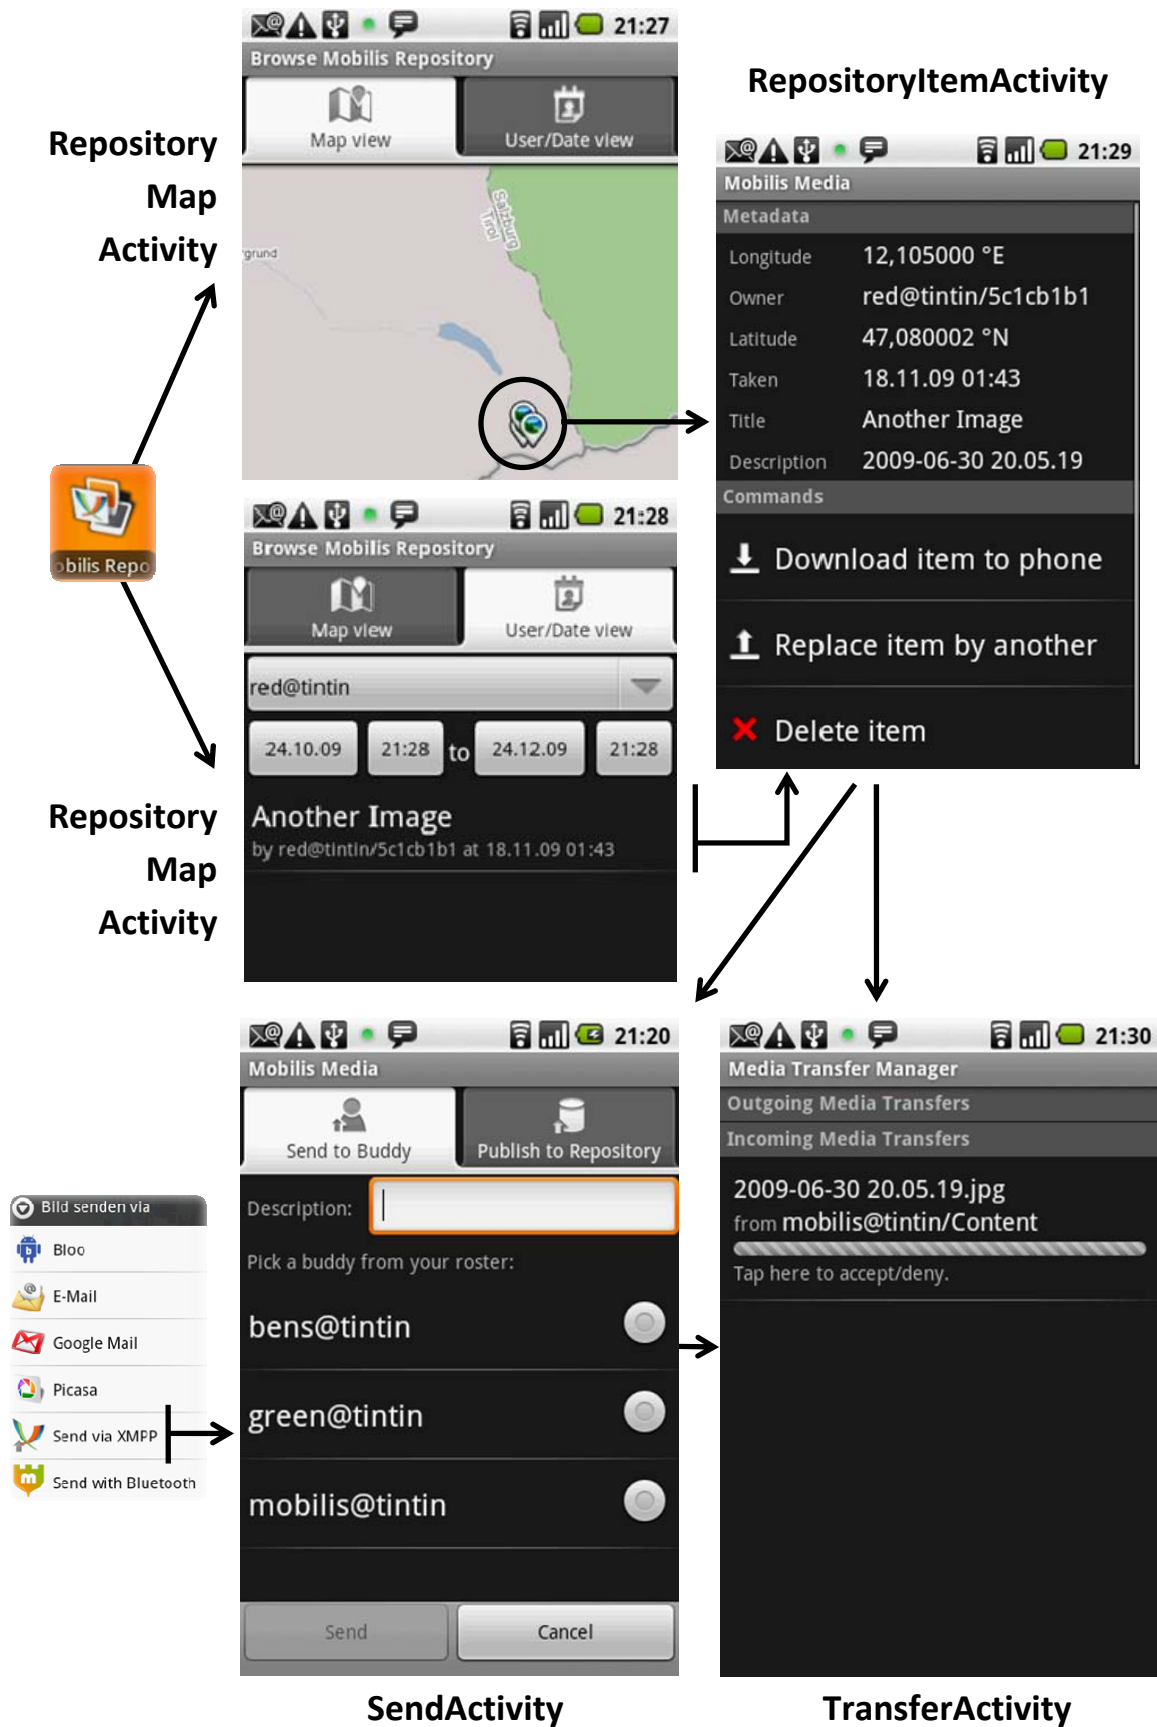 21:27
Browse Mobilis Repository
Map view
User/Date view
Salzburg
Tirol
grund
Repository
Map
Activity
RepositoryItemActivity
21:29
Mobilis Media
Metadata
Longitude 12,105000 °E
Owner red@tintin/5c1cb1b1
Latitude 47,080002 °N
Taken 18.11.09 01:43
Title Another Image
Description 2009-06-30 20.05.19
Commands
Download item to phone
Replace item by another
Delete item
obilis Repo
21:28
Browse Mobilis Repository
Map view
User/Date view
red@tintin
24.10.09 21:28 to 24.12.09 21:28
Another Image
by red@tintin/5c1cb1b1 at 18.11.09 01:43
Repository
Map
Activity
Bild senden via
Bloo
E-Mail
Google Mail
Picasa
Send via XMPP
Send with Bluetooth
21:20
Mobilis Media
Send to Buddy
Publish to Repository
Description:
Pick a buddy from your roster:
bens@tintin
green@tintin
mobilis@tintin
Send
Cancel
SendActivity
21:30
Media Transfer Manager
Outgoing Media Transfers
Incoming Media Transfers
2009-06-30 20.05.19.jpg
from mobilis@tintin/Content
Tap here to accept/deny.
TransferActivity